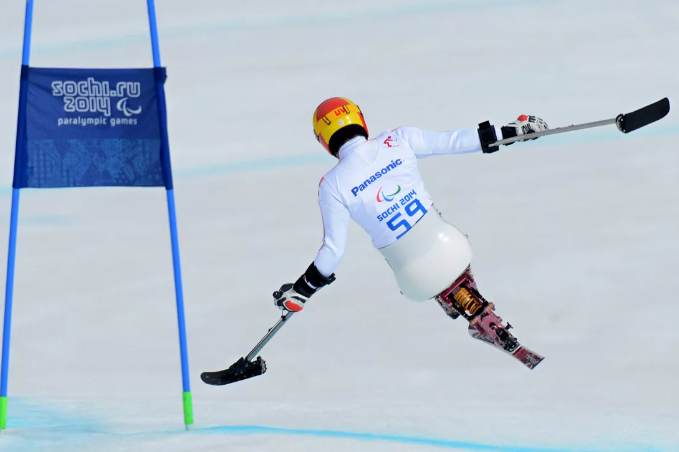 sochi.ru
2014
paralympic games
Panasonic
SOCHI 2014
59